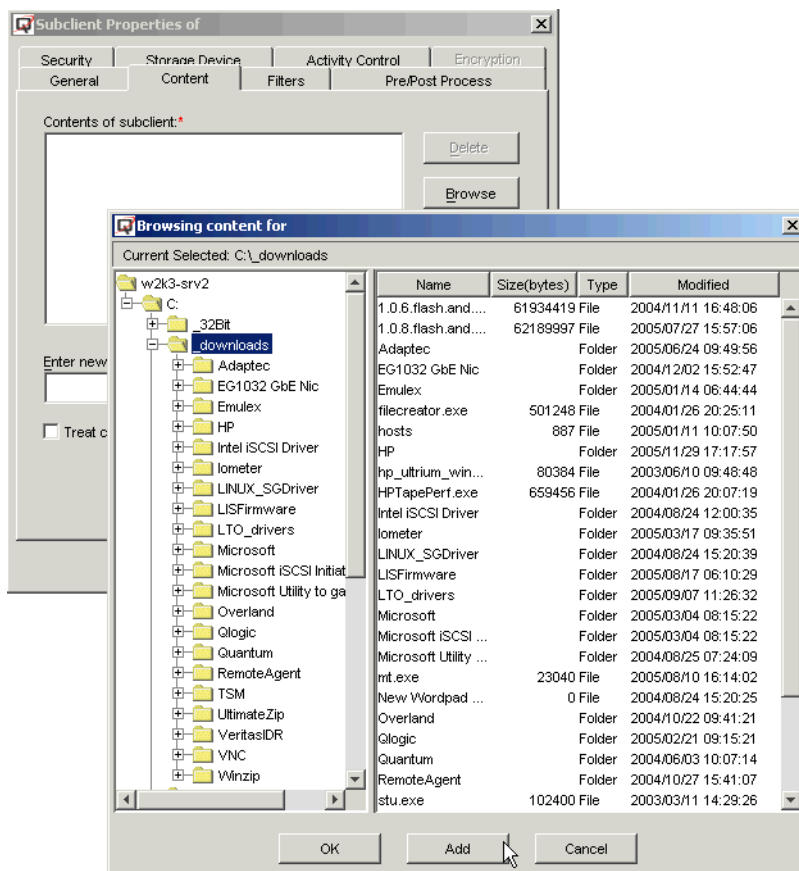 Subclient Properties of
Security Storage Device Activity Control Encryption
General Content Filters Pre/Post Process
Contents of subclient:*
Delete
Browse
Enter new
Treat c
Browsing content for
Current Selected: C:\_downloads
w2k3-srv2
C:
_32Bit
_downloads
Adaptec
EG1032 GbE Nic
Emulex
HP
Intel iSCSI Driver
Iometer
LINUX_SGDriver
LISFirmware
LTO_drivers
Microsoft
Microsoft iSCSI Initiat
Microsoft Utility to ga
Overland
Qlogic
Quantum
RemoteAgent
TSM
UltimateZip
VeritasIDR
VNC
Winzip
Name Size(bytes) Type Modified
1.0.6.flash.and.... 61934419 File 2004/11/11 16:48:06
1.0.8.flash.and.... 62189997 File 2005/07/27 15:57:06
Adaptec Folder 2005/06/24 09:49:56
EG1032 GbE Nic Folder 2004/12/02 15:52:47
Emulex Folder 2005/01/14 06:44:44
filecreator.exe 501248 File 2004/01/26 20:25:11
hosts 887 File 2005/01/11 10:07:50
HP Folder 2005/11/29 17:17:57
hp_ultrium_win... 80384 File 2003/06/10 09:48:48
HPTapePerf.exe 659456 File 2004/01/26 20:07:19
Intel iSCSI Driver Folder 2004/08/24 12:00:35
Iometer Folder 2005/03/17 09:35:51
LINUX_SGDriver Folder 2004/08/24 15:20:39
LISFirmware Folder 2005/08/17 06:10:29
LTO_drivers Folder 2005/09/07 11:26:32
Microsoft Folder 2005/03/04 08:15:22
Microsoft iSCSI ... Folder 2005/03/04 08:15:22
Microsoft Utility ... Folder 2004/08/25 07:24:09
mt.exe 23040 File 2005/08/10 16:14:02
New Wordpad ... 0 File 2004/08/24 15:20:25
Overland Folder 2004/10/22 09:41:21
Qlogic Folder 2005/02/21 09:15:21
Quantum Folder 2004/06/03 10:07:14
RemoteAgent Folder 2004/10/27 15:41:07
stu.exe 102400 File 2003/03/11 14:29:26
OK Add Cancel